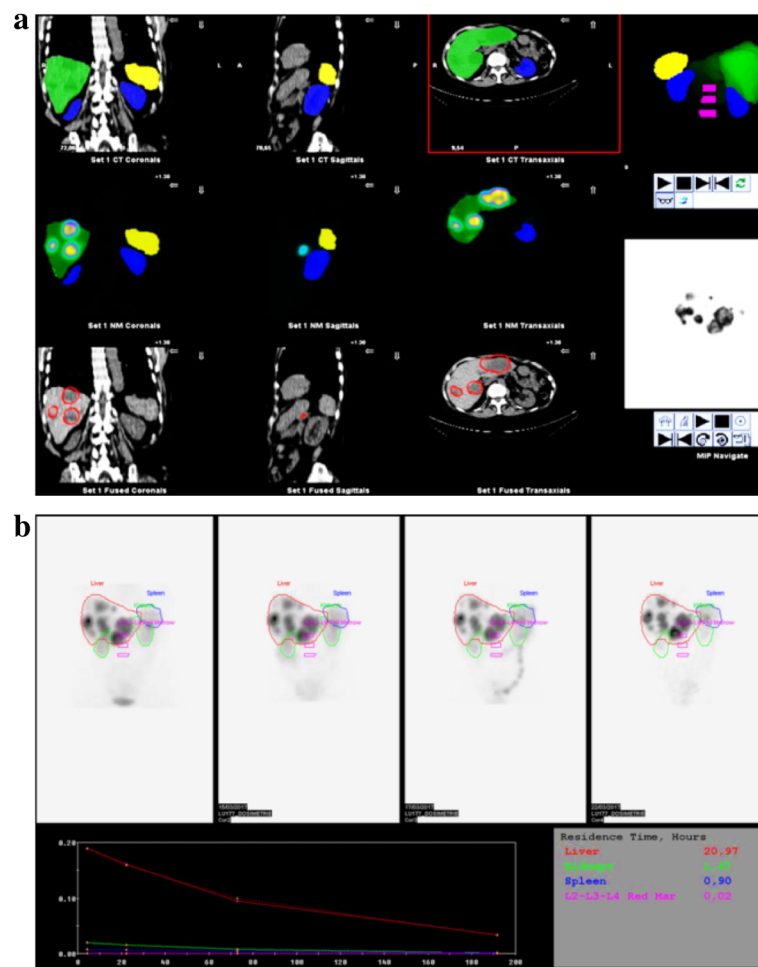 a
L A P R L
72,00 78,65 9,54 P
Set 1 CT Coronals Set 1 CT Sagittals Set 1 CT Transaxials
+1.30 +1.30 +1.30
Set 1 NM Coronals Set 1 NM Sagittals Set 1 NM Transaxials
+1.30 +1.30 +1.30
MIP Navigate
Set 1 Fused Coronals Set 1 Fused Sagittals Set 1 Fused Transaxials
b
Liver Liver Liver Liver
Spleen Spleen Spleen Spleen
LU177_DOSIMETRIE LU177_DOSIMETRIE LU177_DOSIMETRIE
Residence Time, Hours
Liver 20,97
Kidneys
Spleen 0,90
L2-L3-L4 Red Mar 0,02
0.20
0.10
0.00
0 20 40 60 80 100 120 140 160 180 200